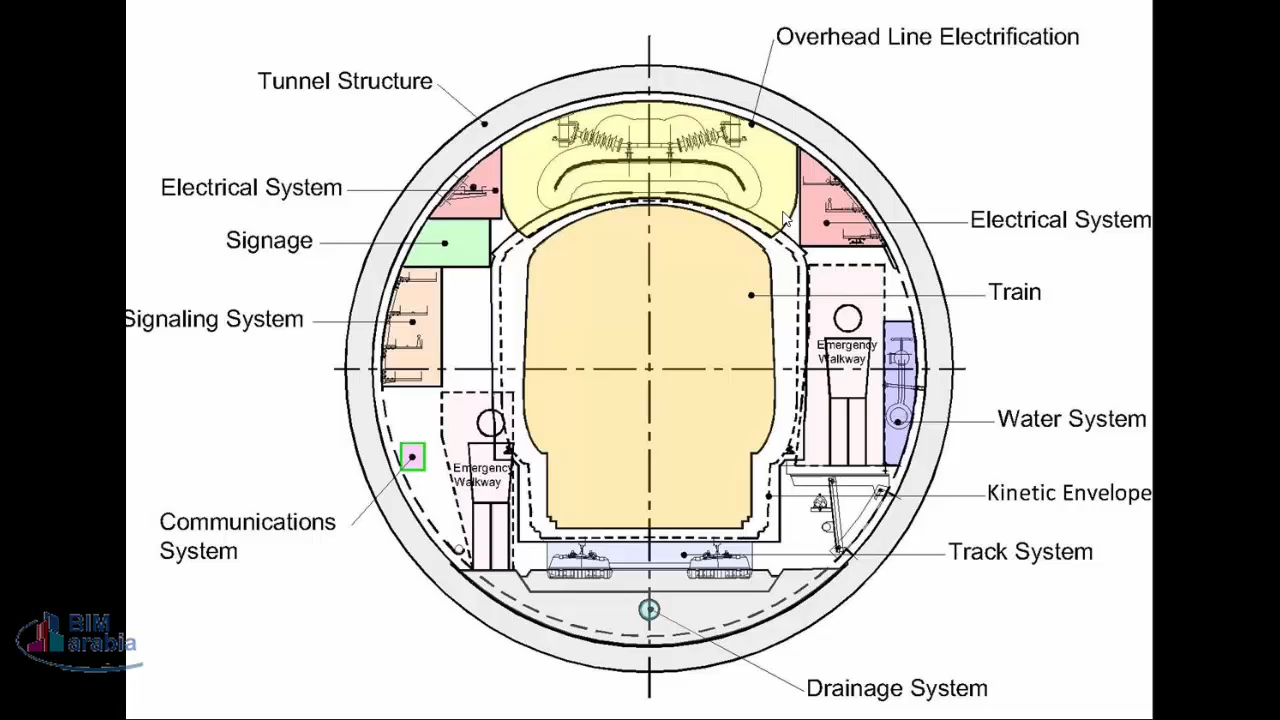 Overhead Line Electrification
Tunnel Structure
Electrical System
Electrical System
Signage
Train
Signaling System
Emergency
Walkway
Water System
Emergency
Walkway
Kinetic Envelope
Communications
System
Track System
BIM
arabia
Drainage System